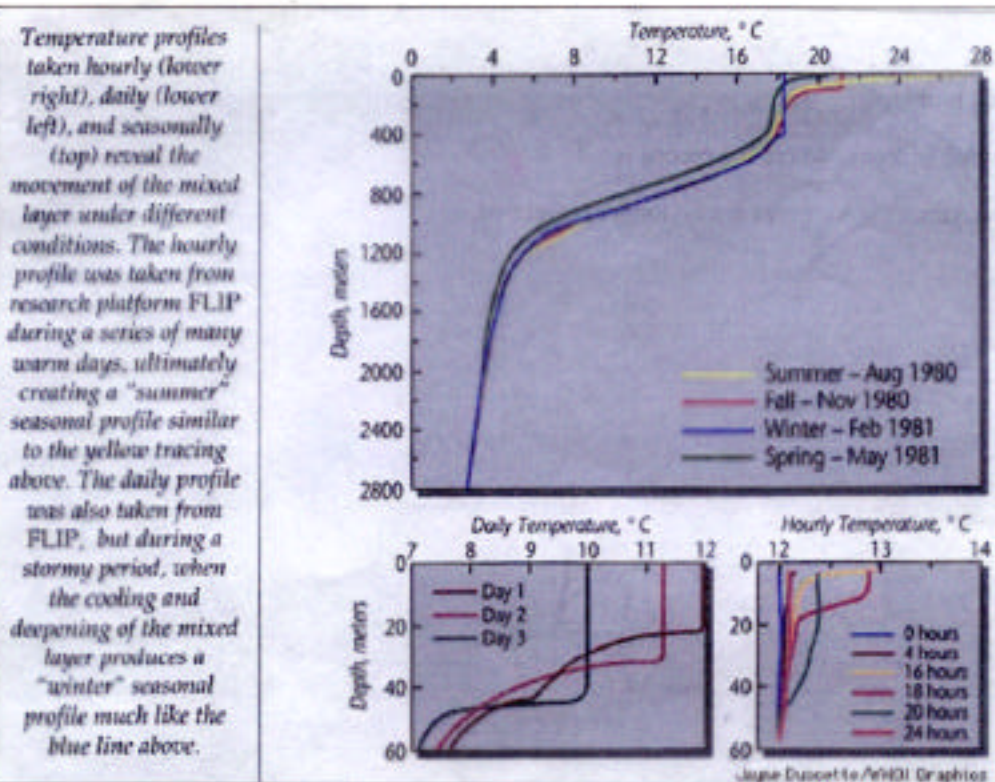 Temperature profiles
taken hourly (lower
right), daily (lower
left), and seasonally
(top) reveal the
movement of the mixed
layer under different
conditions. The hourly
profile was taken from
research platform FLIP
during a series of many
warm days, ultimately
creating a "summer"
seasonal profile similar
to the yellow tracing
above. The daily profile
was also taken from
FLIP, but during a
stormy period, when
the cooling and
deepening of the mixed
layer produces a
"winter" seasonal
profile much like the
blue line above.
Temperature, ° C
0 4 8 12 16 20 24 28
0
400
800
1200
1600
2000
2400
2800
Depth, meters
Summer – Aug 1980
Fall – Nov 1980
Winter – Feb 1981
Spring – May 1981
Daily Temperature, ° C
7 8 9 10 11 12
0
20
40
60
Depth, meters
Day 1
Day 2
Day 3
Hourly Temperature, ° C
12 13 14
0
20
40
60
0 hours
4 hours
16 hours
18 hours
20 hours
24 hours
Jayne Doucette/WHOI Graphics